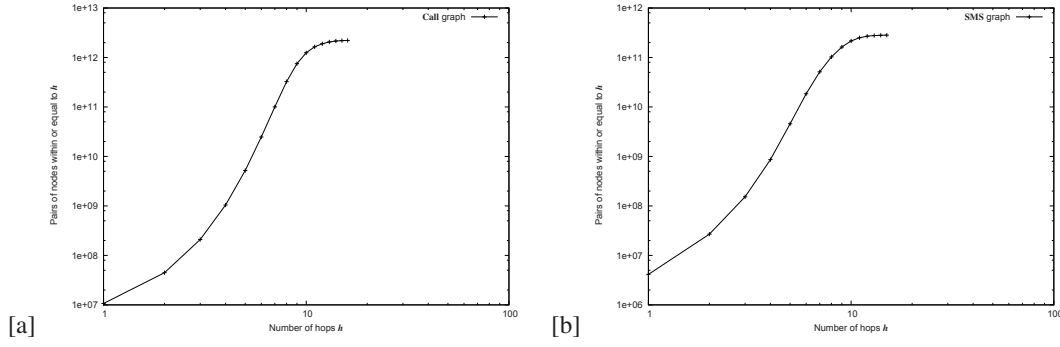 1e+13
1e+12
1e+11
1e+10
1e+09
1e+08
1e+07
1
10
100
Pairs of nodes within or equal to h
Number of hops h
Call graph
[a]
1e+12
1e+11
1e+10
1e+09
1e+08
1e+07
1e+06
1
10
100
Pairs of nodes within or equal to h
Number of hops h
SMS graph
[b]